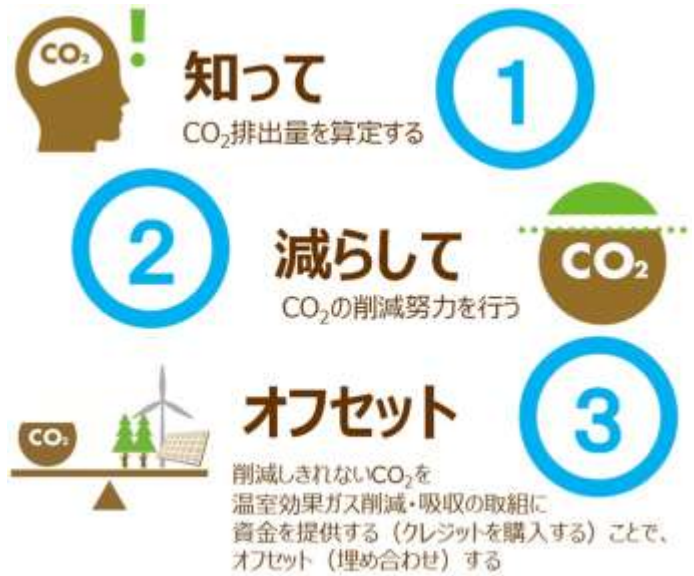 CO₂ !
知って
1
CO₂排出量を算定する
2
減らして
CO₂
CO₂の削減努力を行う
オフセット
3
CO₂
削減しきれないCO₂を
温室効果ガス削減・吸収の取組に
資金を提供する（クレジットを購入する）ことで、
オフセット（埋め合わせ）する